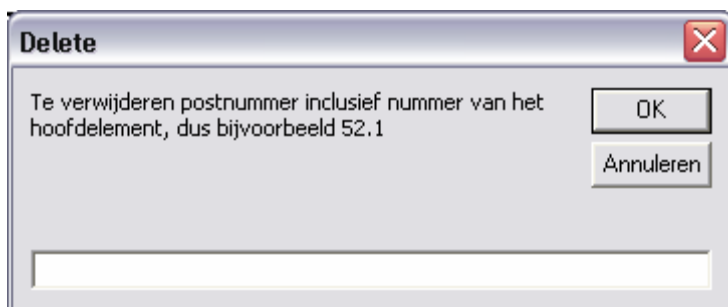 Delete
Te verwijderen postnummer inclusief nummer van het
hoofdelement, dus bijvoorbeeld 52.1
OK
Annuleren